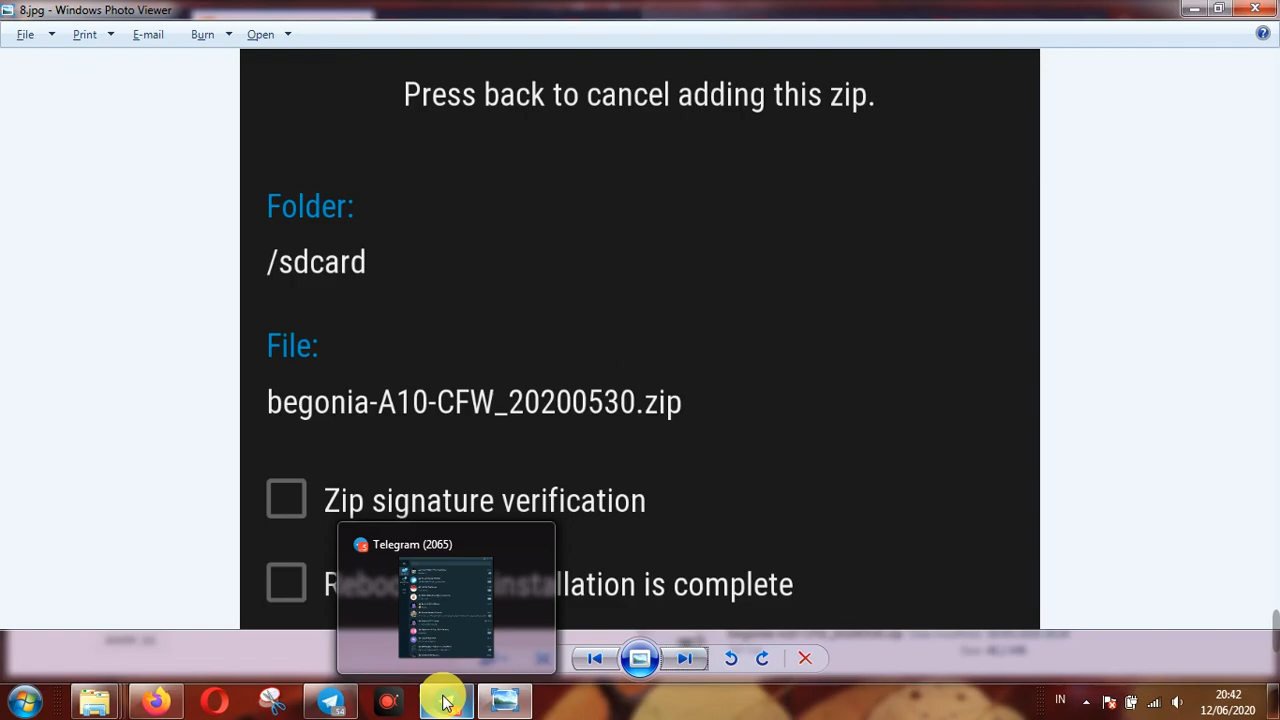 8.jpg - Windows Photo Viewer
File Print E-mail Burn Open
Press back to cancel adding this zip.
Folder:
/sdcard
File:
begonia-A10-CFW_20200530.zip
Zip signature verification
Telegram (2065)
installation is complete
54
IN
20:42
12/06/2020